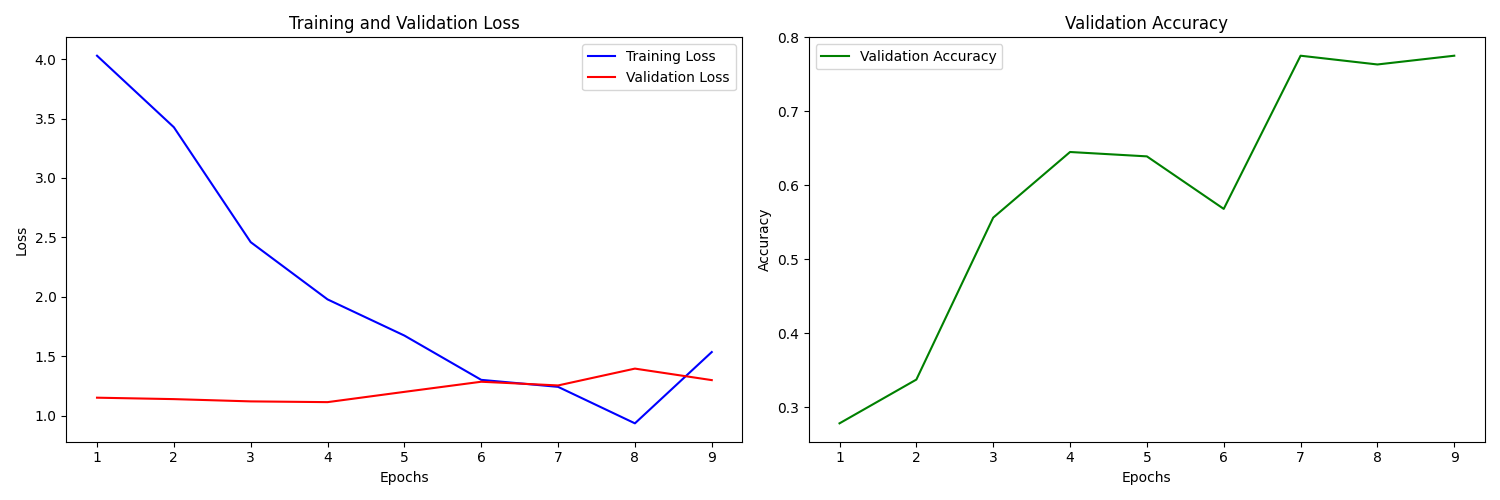 Training and Validation Loss
Training Loss
Validation Loss
4.0
3.5
3.0
2.5
2.0
1.5
1.0
Loss
1 2 3 4 5 6 7 8 9
Epochs
Validation Accuracy
Validation Accuracy
0.8
0.7
0.6
0.5
0.4
0.3
Accuracy
1 2 3 4 5 6 7 8 9
Epochs